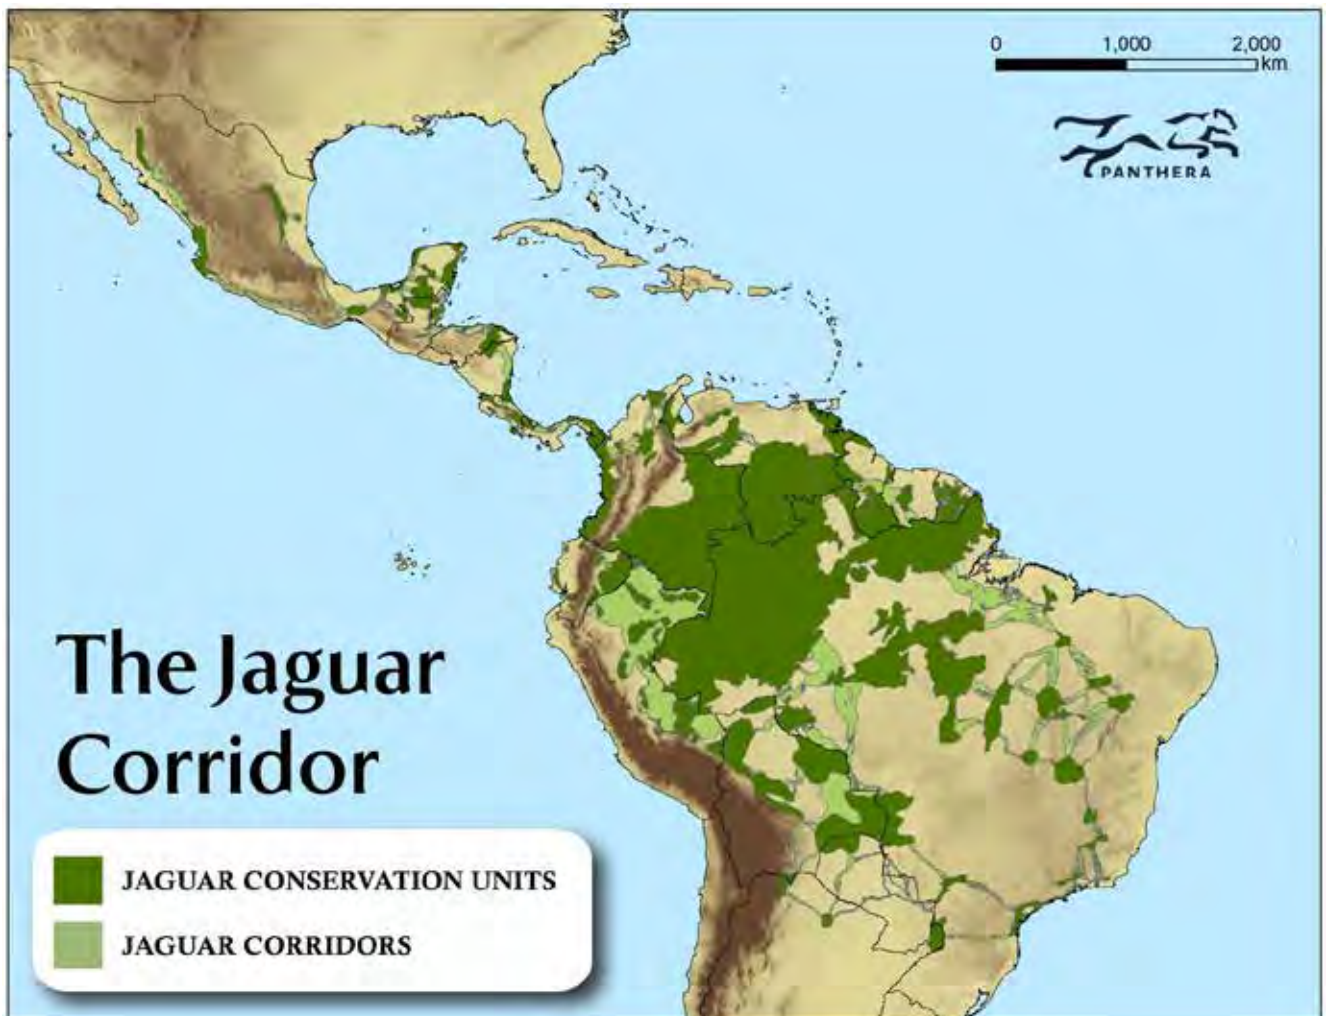 0 1,000 2,000
km
PANTHERA
The Jaguar
Corridor
JAGUAR CONSERVATION UNITS
JAGUAR CORRIDORS